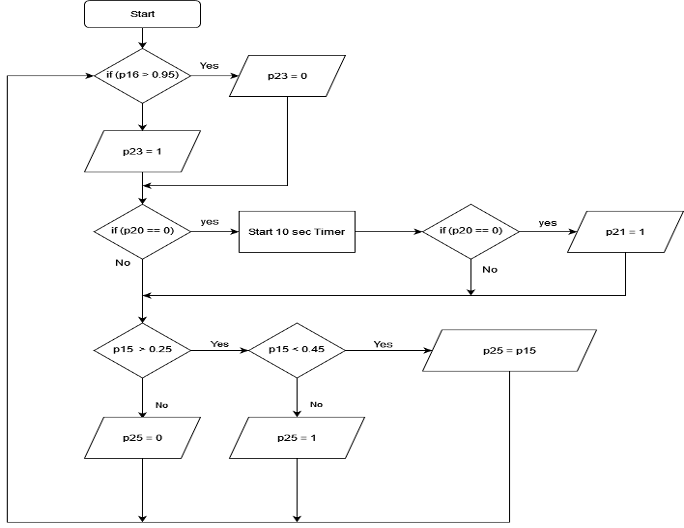 Start
if (p16 > 0.95)
Yes
p23 = 0
p23 = 1
if (p20 == 0)
yes
Start 10 sec Timer
if (p20 == 0)
yes
p21 = 1
No
No
p15 > 0.25
Yes
p15 < 0.45
Yes
p25 = p15
No
No
p25 = 0
p25 = 1